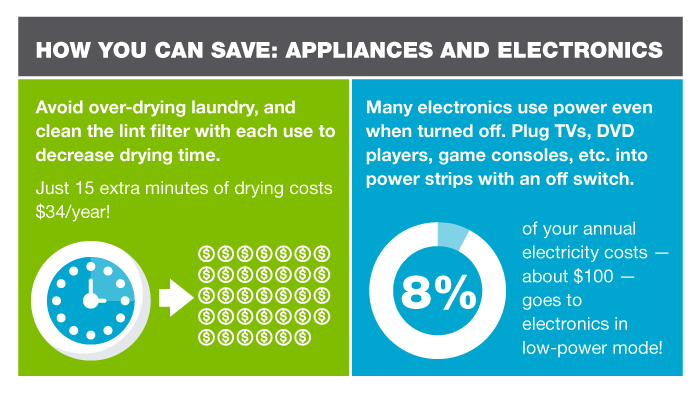 HOW YOU CAN SAVE: APPLIANCES AND ELECTRONICS
Avoid over-drying laundry, and
clean the lint filter with each use to
decrease drying time.
Just 15 extra minutes of drying costs
$34/year!
Many electronics use power even
when turned off. Plug TVs, DVD
players, game consoles, etc. into
power strips with an off switch.
8%
of your annual
electricity costs —
about $100 —
goes to
electronics in
low-power mode!